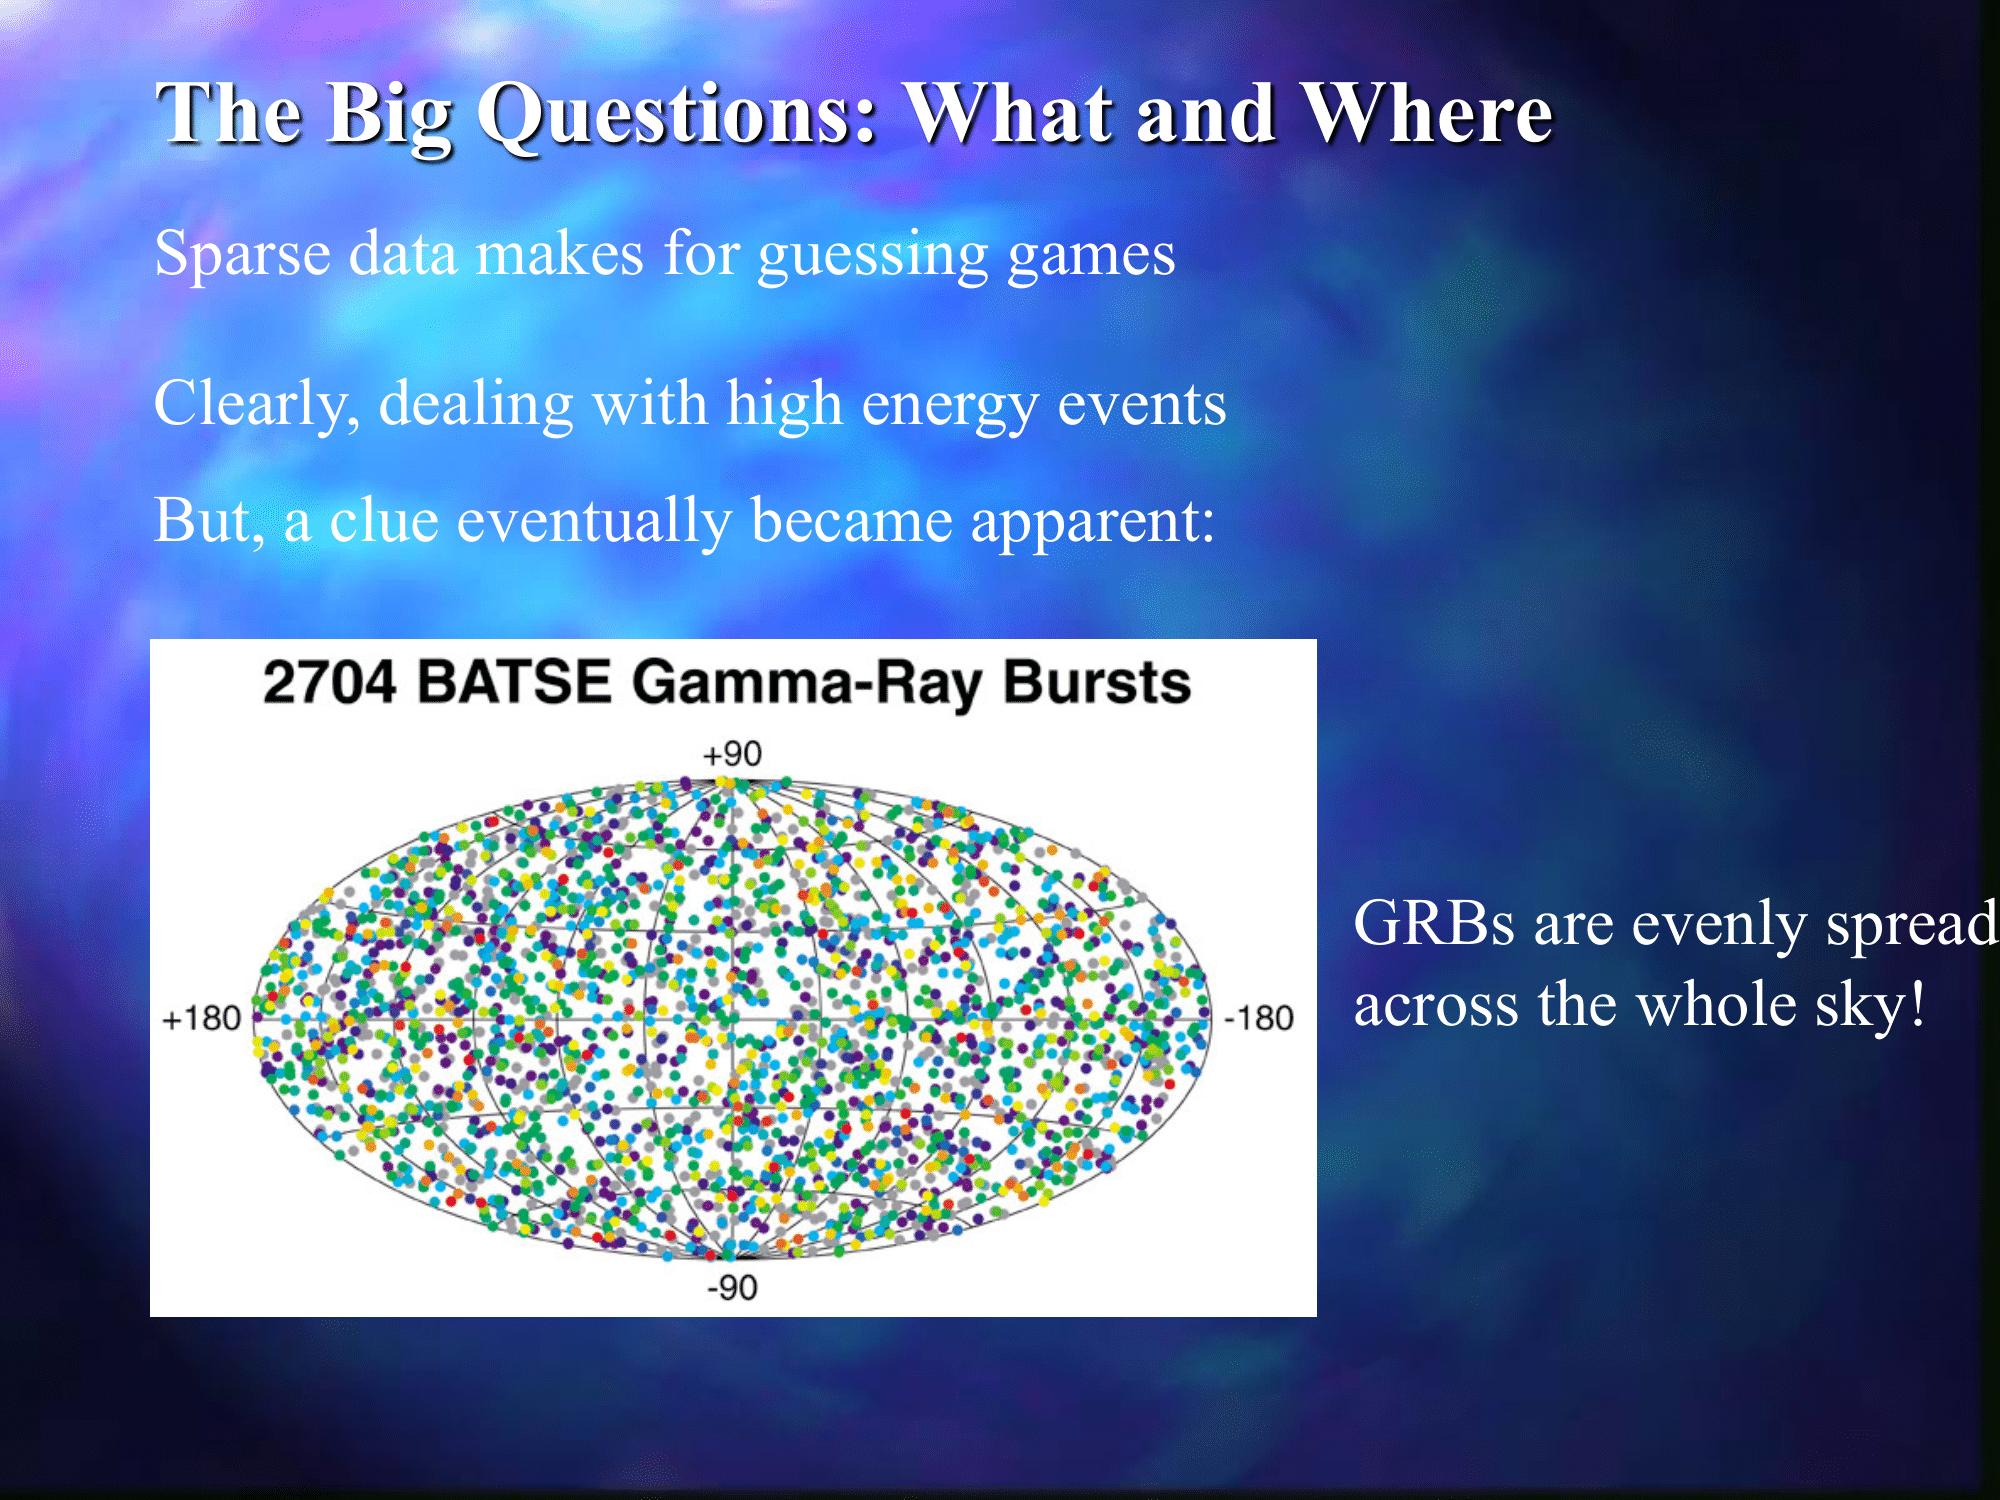 The Big Questions: What and Where
Sparse data makes for guessing games
Clearly, dealing with high energy events
But, a clue eventually became apparent:
2704 BATSE Gamma-Ray Bursts
+90
+180
-180
-90
GRBs are evenly spread
across the whole sky!